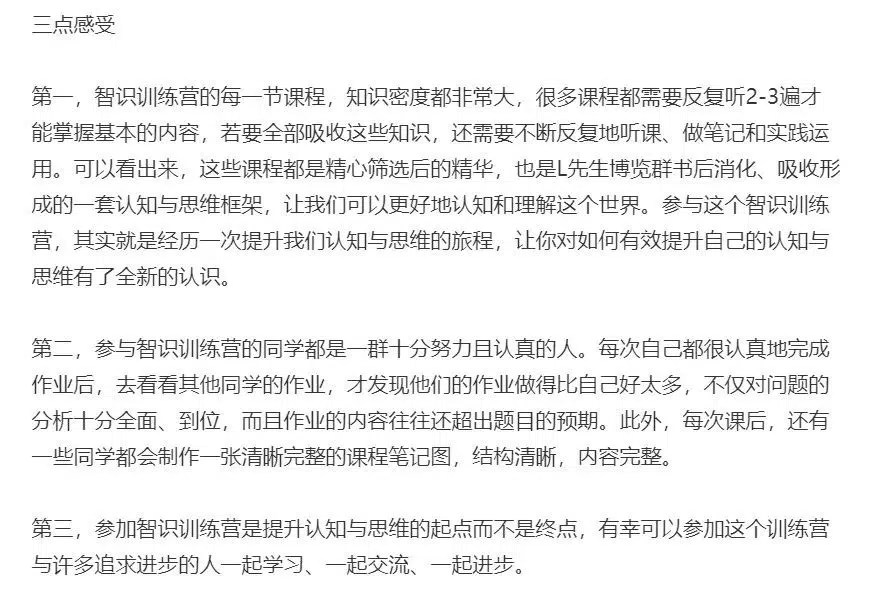 三点感受
第一，智识训练营的每一节课程，知识密度都非常大，很多课程都需要反复听2-3遍才
能掌握基本的内容，若要全部吸收这些知识，还需要不断反复地听课、做笔记和实践运
用。可以看出来，这些课程都是精心筛选后的精华，也是L先生博览群书后消化、吸收形
成的一套认知与思维框架，让我们可以更好地认知和理解这个世界。参与这个智识训练
营，其实就是经历一次提升我们认知与思维的旅程，让你对如何有效提升自己的认知与
思维有了全新的认识。
第二，参与智识训练营的同学都是一群十分努力且认真的人。每次自己都很认真地完成
作业后，去看看其他同学的作业，才发现他们的作业做得比自己好太多，不仅对问题的
分析十分全面、到位，而且作业的内容往往还超出题目的预期。此外，每次课后，还有
一些同学都会制作一张清晰完整的课程笔记图，结构清晰，内容完整。
第三，参加智识训练营是提升认知与思维的起点而不是终点，有幸可以参加这个训练营
与许多追求进步的人一起学习、一起交流、一起进步。